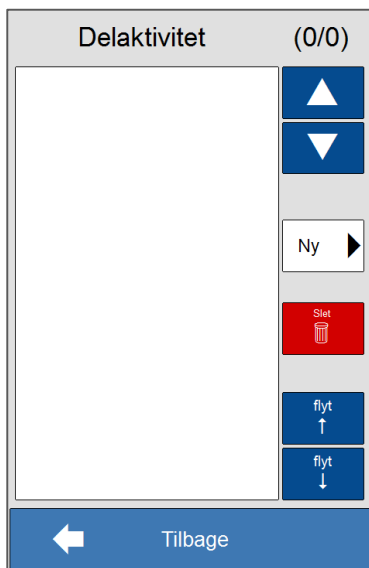 Delaktivitet (0/0)
Ny
Slet
flyt
flyt
Tilbage